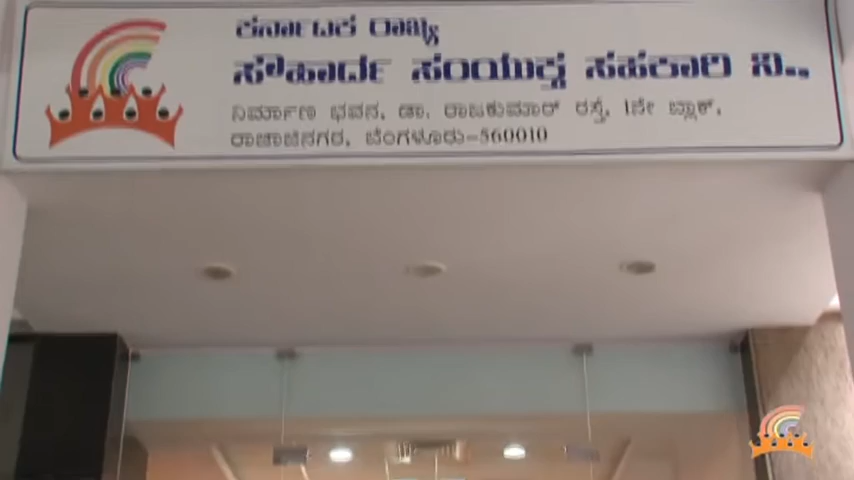 ಕರ್ನಾಟಕ ರಾಜ್ಯ
ಸೌಹಾರ್ದ ಸಂಯುಕ್ತ ಸಹಕಾರಿ ನಿ.,
ನಿರ್ಮಾಣ ಭವನ, ಡಾ. ರಾಜಕುಮಾರ್ ರಸ್ತೆ, 1ನೇ ಬ್ಲಾಕ್,
ರಾಜಾಜಿನಗರ, ಬೆಂಗಳೂರು-560010